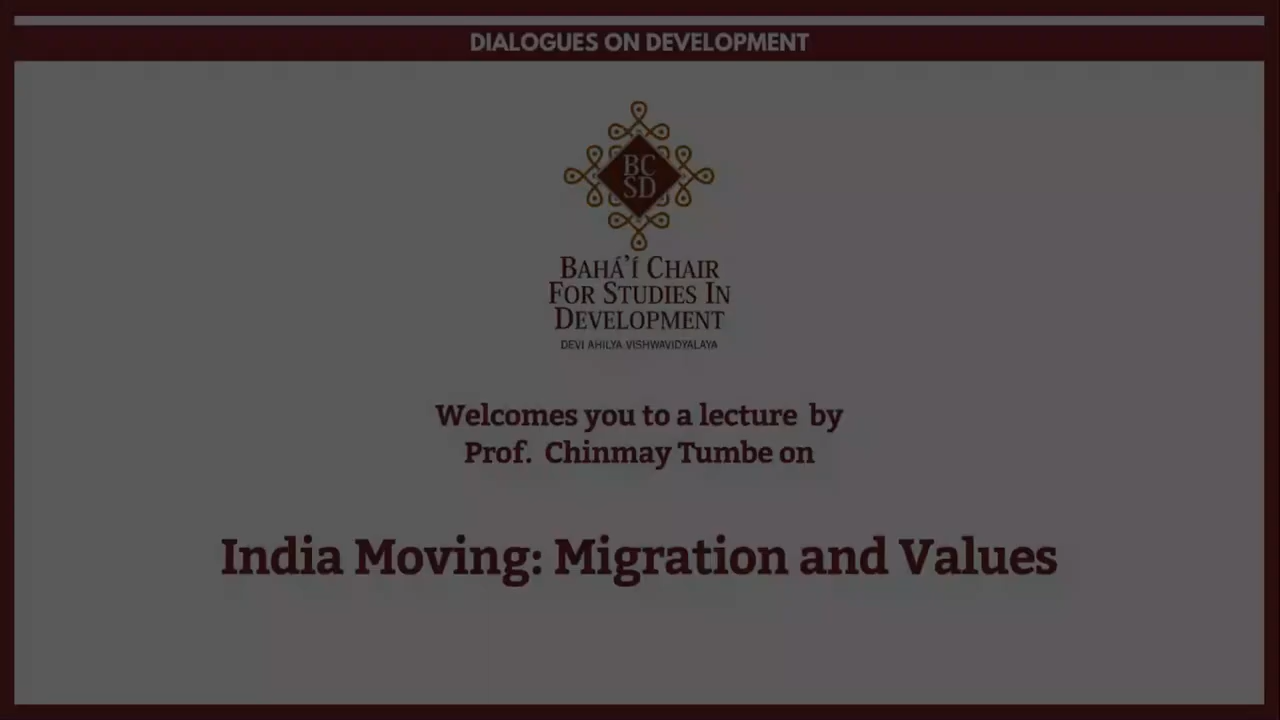 DIALOGUES ON DEVELOPMENT
BC
SD
BAHÁ'Í CHAIR
FOR STUDIES IN
DEVELOPMENT
DEVI AHILYA VISHWAVIDYALAYA
Welcomes you to a lecture by
Prof. Chinmay Tumbe on
India Moving: Migration and Values